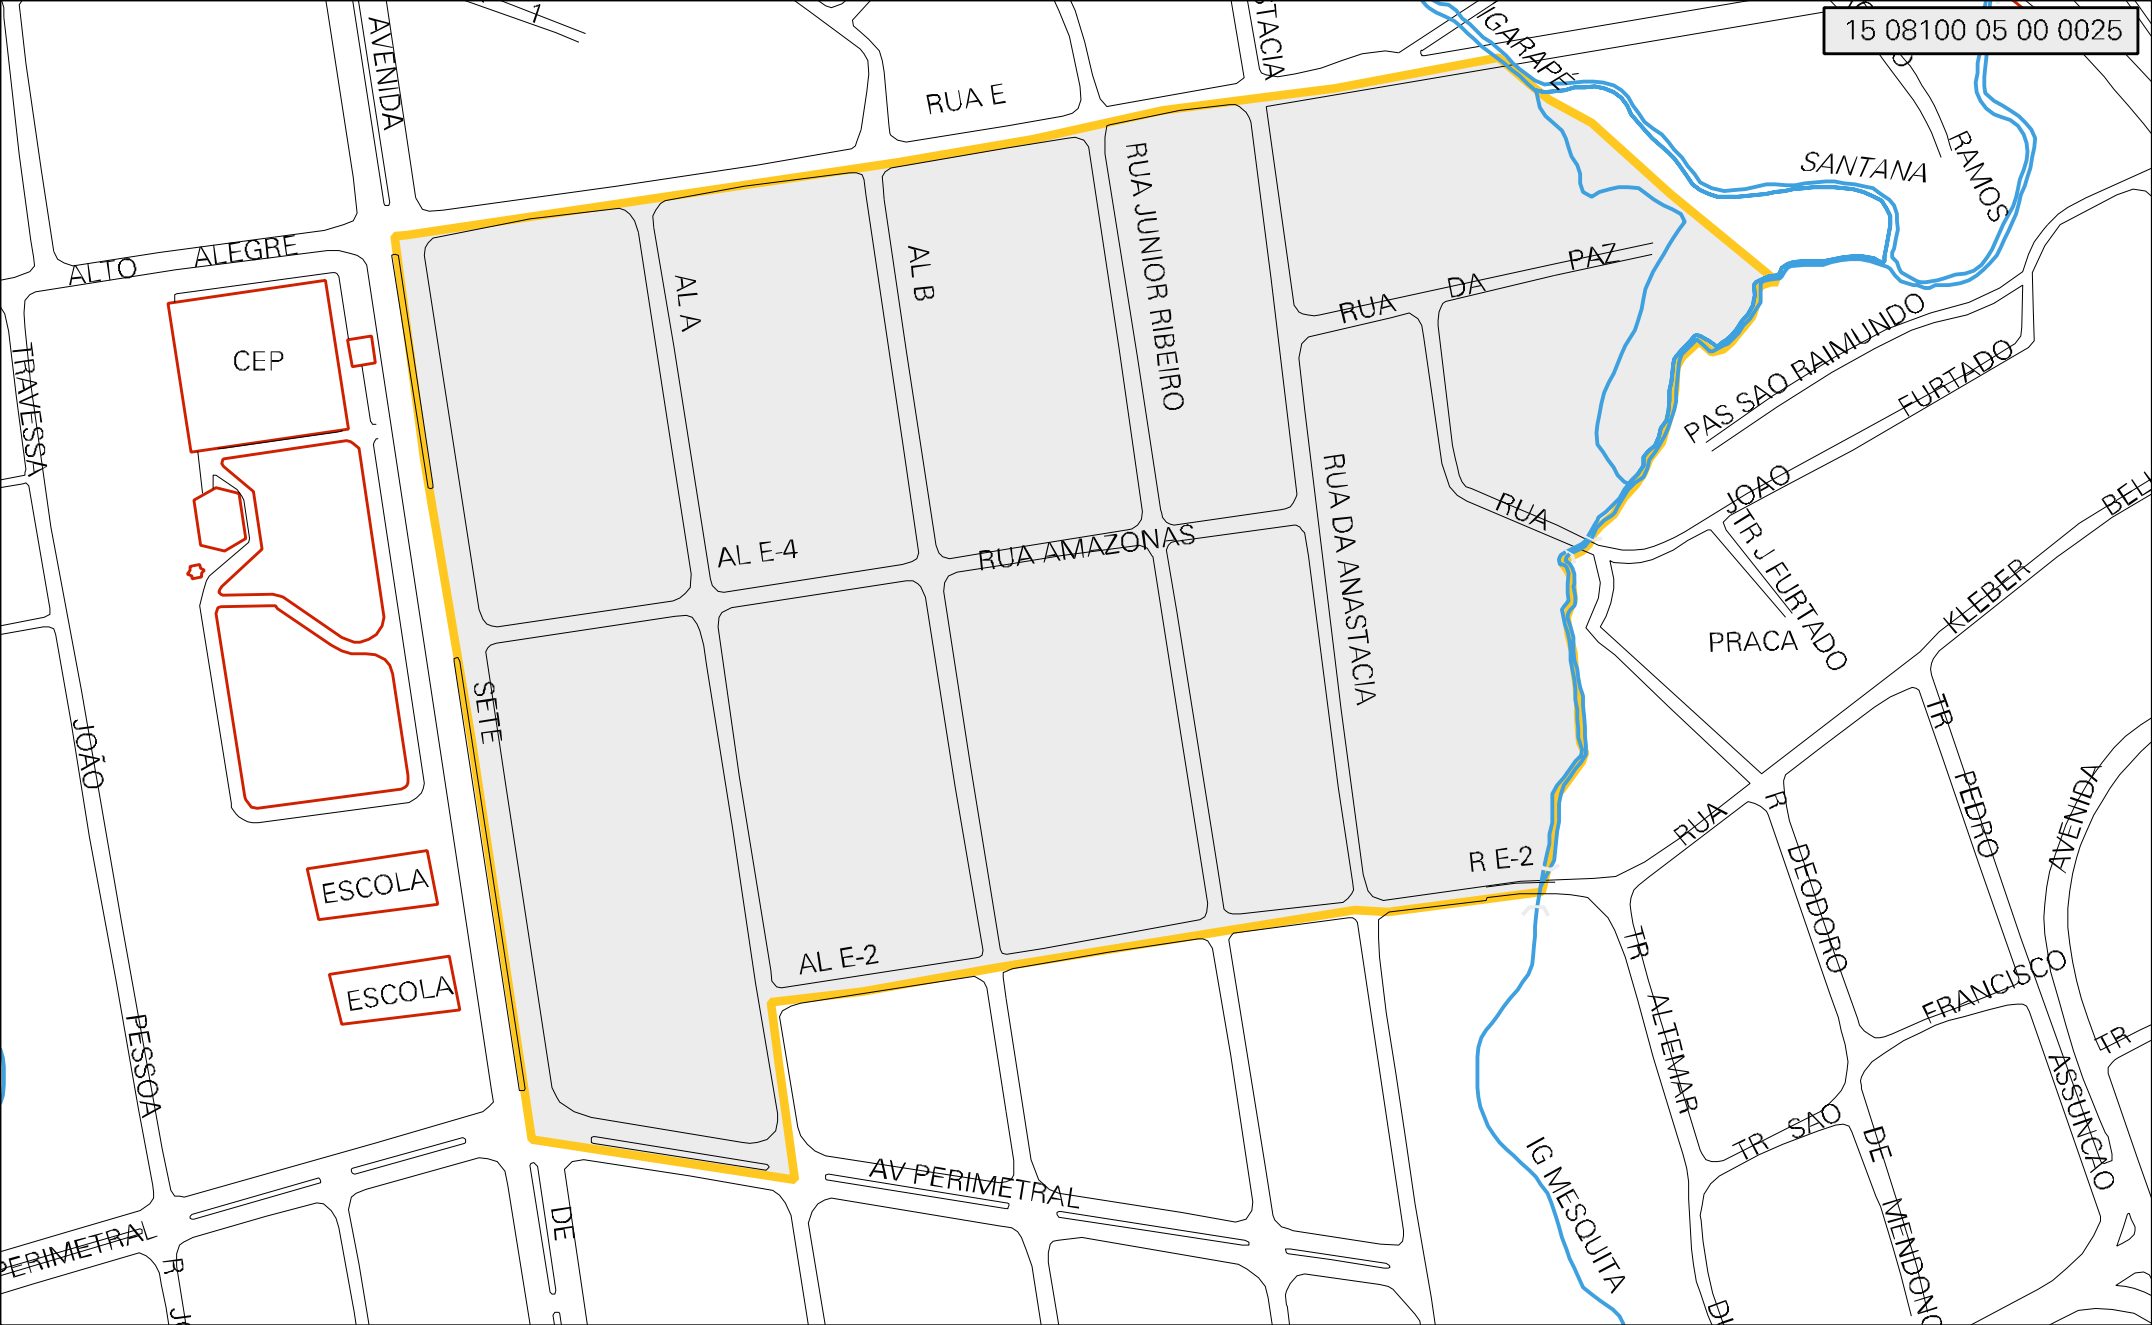 15 08100 05 00 0025
1
AVENDA
IGARAPÉ
RUA E
SANTANA
RAMOS
ALTO ALEGRE
RUA JUNIOR RIBEIRO
AL A
AL B
RUA DA PAZ
CEP
TRAVESSA
PAS SAO RAIMUNDO
JOAO FURTADO
RUA
RUA DA ANASTACIA
AL E-4
RUA AMAZONAS
STR J FURTADO
PRACA
KLEBER
SETE
JOÃO
TR PEDRO
AVENIDA
RUA
R DEODORO
R E-2
ESCOLA
AL E-2
ESCOLA
TR ALTEMAR
FRANCISCO
TR
PESSOA
ASSUNCAO
TR SAO
DE MENDONC
AV PERIMETRAL
IG MESQUITA
PERIMETRAL
DE
R